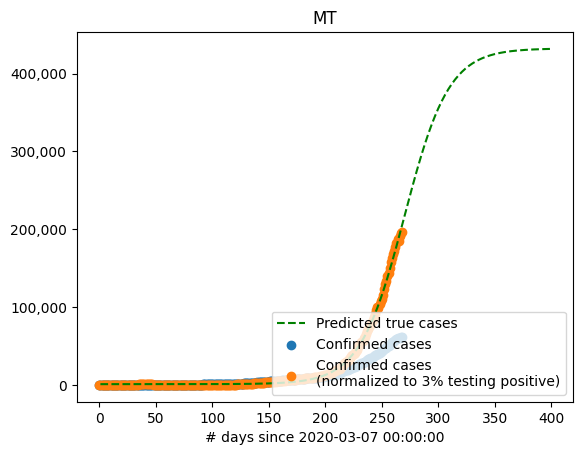 MT
400,000
300,000
200,000
100,000
0
Predicted true cases
Confirmed cases
Confirmed cases
(normalized to 3% testing positive)
0 50 100 150 200 250 300 350 400
# days since 2020-03-07 00:00:00